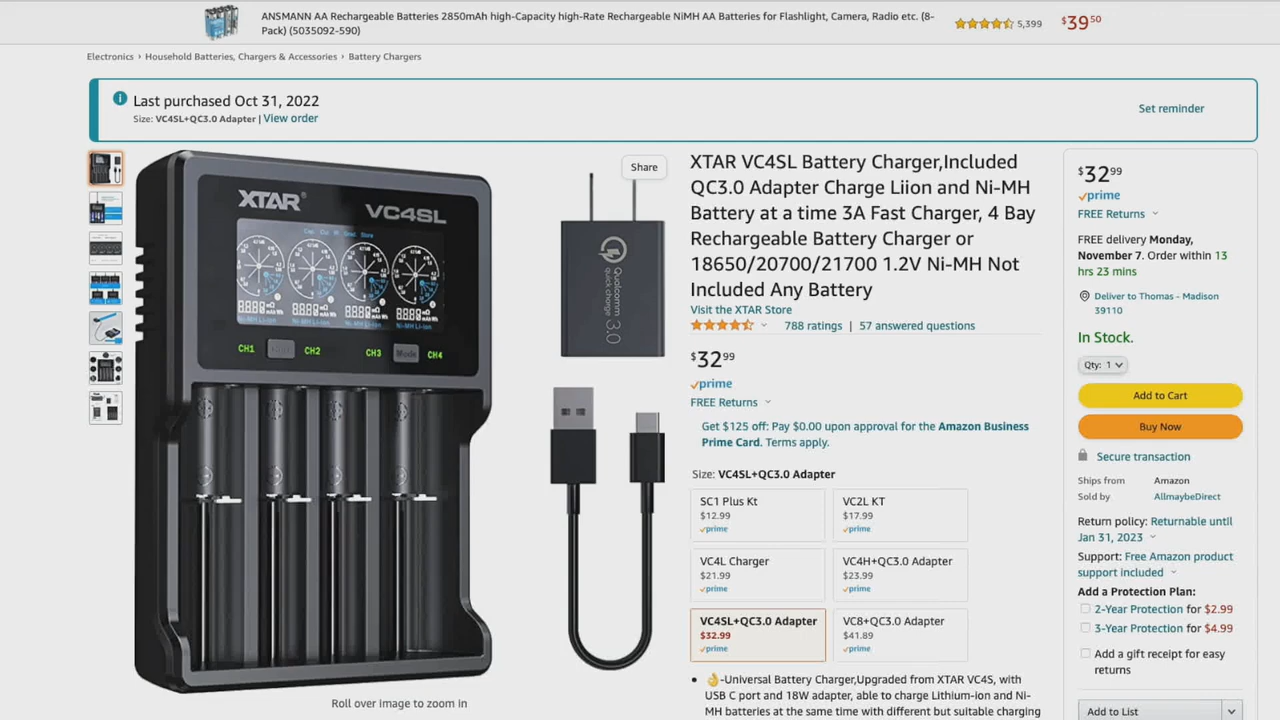 ANSMANN AA Rechargeable Batteries 2850mAh high-Capacity high-Rate Rechargeable NiMH AA Batteries for Flashlight, Camera, Radio etc. (8-
Pack) (5035092-590)
5,399
$39 50
Electronics › Household Batteries, Chargers & Accessories › Battery Chargers
Last purchased Oct 31, 2022
Size: VC4SL+QC3.0 Adapter | View order
Set reminder
Share
XTAR
VC4SL
CH1
CH2
CH3
Mode
CH4
Qualcomm
quick charge 3.0
Roll over image to zoom in
XTAR VC4SL Battery Charger,Included
QC3.0 Adapter Charge Liion and Ni-MH
Battery at a time 3A Fast Charger, 4 Bay
Rechargeable Battery Charger or
18650/20700/21700 1.2V Ni-MH Not
Included Any Battery
Visit the XTAR Store
788 ratings | 57 answered questions
$32 99
prime
FREE Returns
Get $125 off: Pay $0.00 upon approval for the Amazon Business
Prime Card. Terms apply.
Size: VC4SL+QC3.0 Adapter
SC1 Plus Kt
$12.99
prime
VC2L KT
$17.99
prime
VC4L Charger
$21.99
prime
VC4H+QC3.0 Adapter
$23.99
prime
VC4SL+QC3.0 Adapter
$32.99
prime
VC8+QC3.0 Adapter
$41.89
prime
• 👌-Universal Battery Charger,Upgraded from XTAR VC4S, with
USB C port and 18W adapter, able to charge Lithium-ion and Ni-
MH batteries at the same time with different but suitable charging
$32 99
prime
FREE Returns
FREE delivery Monday,
November 7. Order within 13
hrs 23 mins
Deliver to Thomas - Madison
39110
In Stock.
Qty: 1
Add to Cart
Buy Now
Secure transaction
Ships from Amazon
Sold by AllmaybeDirect
Return policy: Returnable until
Jan 31, 2023
Support: Free Amazon product
support included
Add a Protection Plan:
2-Year Protection for $2.99
3-Year Protection for $4.99
Add a gift receipt for easy
returns
Add to List